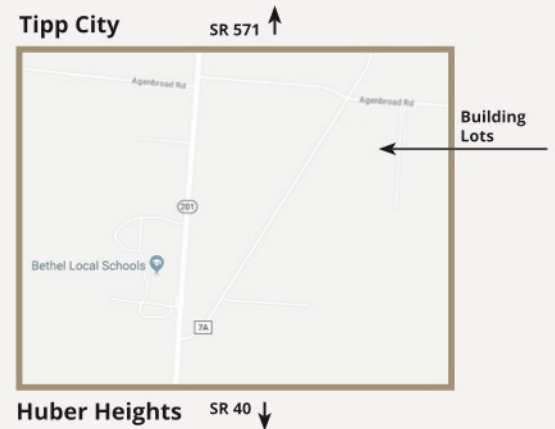 Tipp City
SR 571
Agenbroad Rd
Agenbroad Rd
Building
Lots
201
Bethel Local Schools
7A
Huber Heights
SR 40